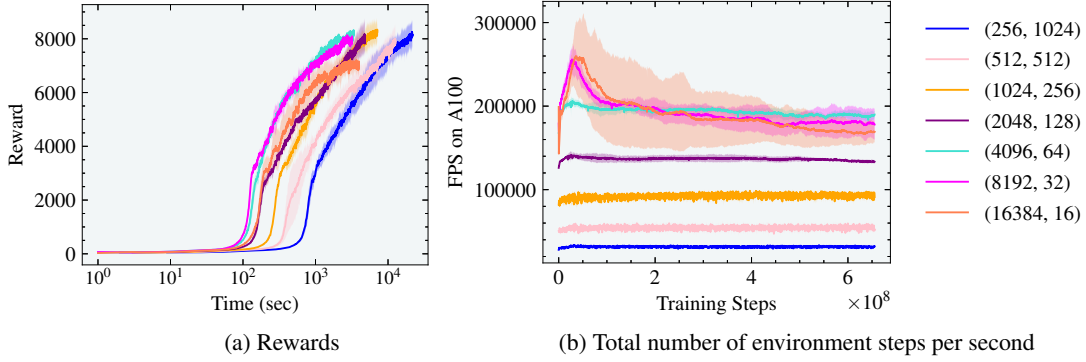 8000
6000
4000
2000
0
Reward
10⁰ 10¹ 10² 10³ 10⁴
Time (sec)
(a) Rewards
300000
200000
100000
0
FPS on A100
0 2 4 6
×10⁸
Training Steps
(b) Total number of environment steps per second
(256, 1024)
(512, 512)
(1024, 256)
(2048, 128)
(4096, 64)
(8192, 32)
(16384, 16)